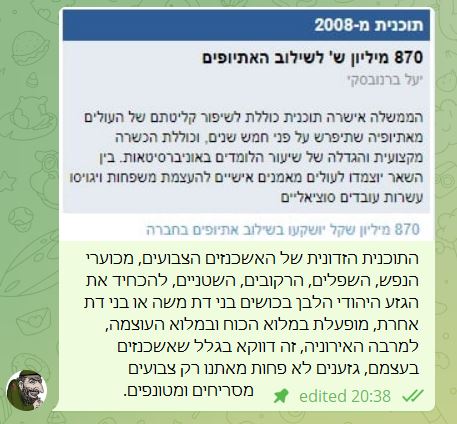 תוכנית מ-2008
870 מיליון ש' לשילוב האתיופים
יעל ברנובסקי
הממשלה אישרה תוכנית כוללת לשיפור קליטתם של העולים
מאתיופיה שתיפרש על פני חמש שנים, וכוללת הכשרה
מקצועית והגדלה של שיעור הלומדים באוניברסיטאות. בין
השאר יוצמדו לעולים מאמנים אישיים להעצמת משפחות ויגויסו
עשרות עובדים סוציאליים
870 מיליון שקל יושקעו בשילוב אתיופים בחברה
התוכנית הזדונית של האשכנזים הצבועים, מכוערי
הנפש, השפלים, הרקובים, השטניים, להכחיד את
הגזע היהודי הלבן בכושים בני דת משה או בני דת
אחרת, מופעלת במלוא הכוח ובמלוא העוצמה,
למרבה האירוניה, זה דווקא בגלל שאשכנזים
בעצמם, גזענים לא פחות מאתנו רק צבועים
מסריחים ומטונפים.
edited 20:38